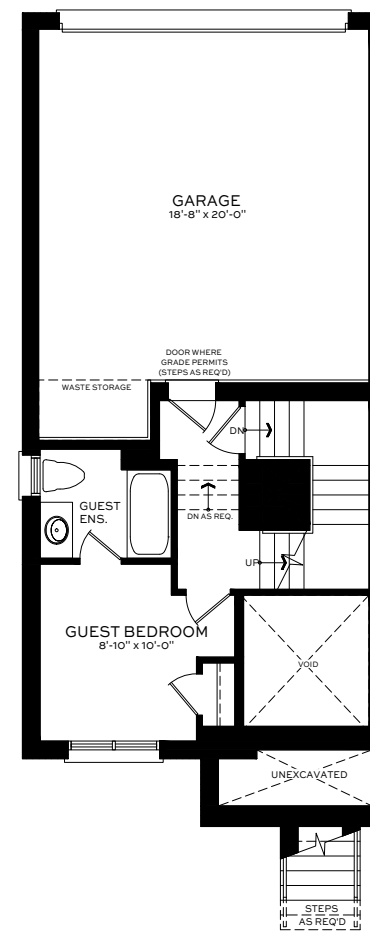 GARAGE
18'-8" x 20'-0"
DOOR WHERE
GRADE PERMITS
(STEPS AS REQ'D)
WASTE STORAGE
DN
GUEST
ENS.
DN AS REQ.
UP
GUEST BEDROOM
8'-10" x 10'-0"
VOID
UNEXCAVATED
STEPS
AS REQ'D